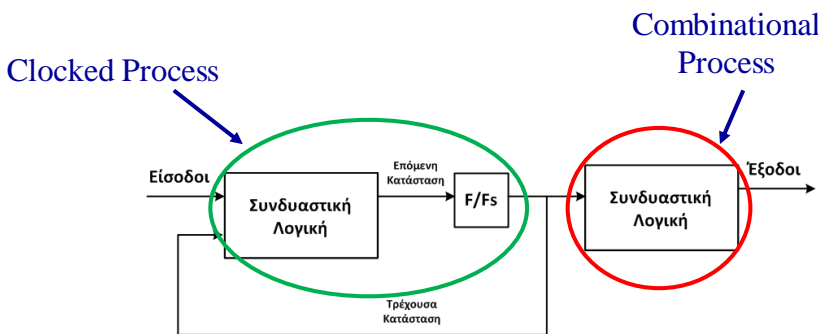 Combinational
Process
Clocked Process
Είσοδοι
Επόμενη
Κατάσταση
Έξοδοι
Συνδυαστική
Λογική
F/Fs
Συνδυαστική
Λογική
Τρέχουσα
Κατάσταση